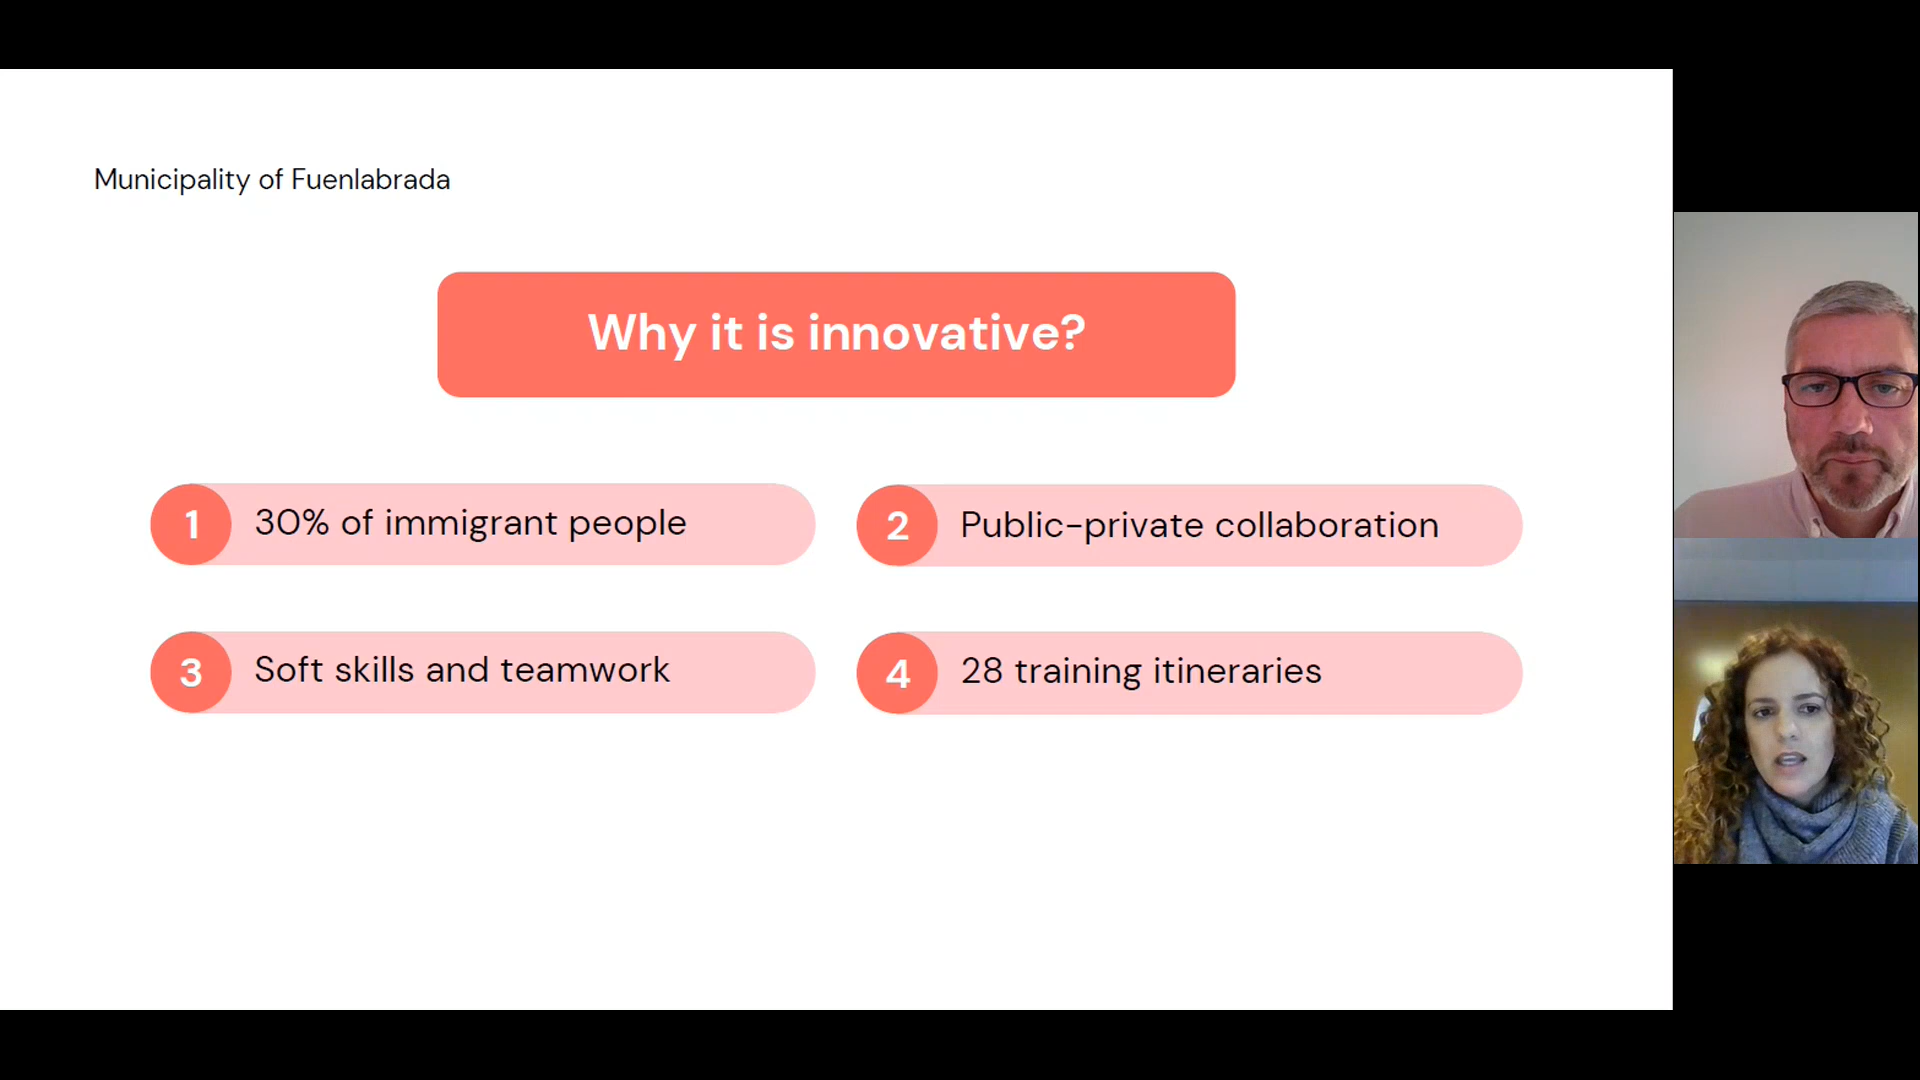 Municipality of Fuenlabrada
Why it is innovative?
1 30% of immigrant people
2 Public-private collaboration
3 Soft skills and teamwork
4 28 training itineraries